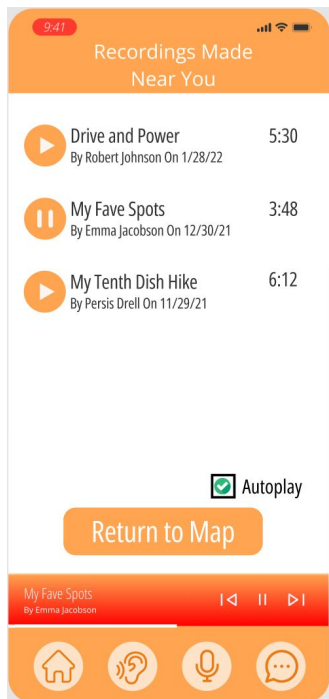 9:41
Recordings Made
Near You
Drive and Power 5:30
By Robert Johnson On 1/28/22
My Fave Spots 3:48
By Emma Jacobson On 12/30/21
My Tenth Dish Hike 6:12
By Persis Drell On 11/29/21
Autoplay
Return to Map
My Fave Spots
By Emma Jacobson